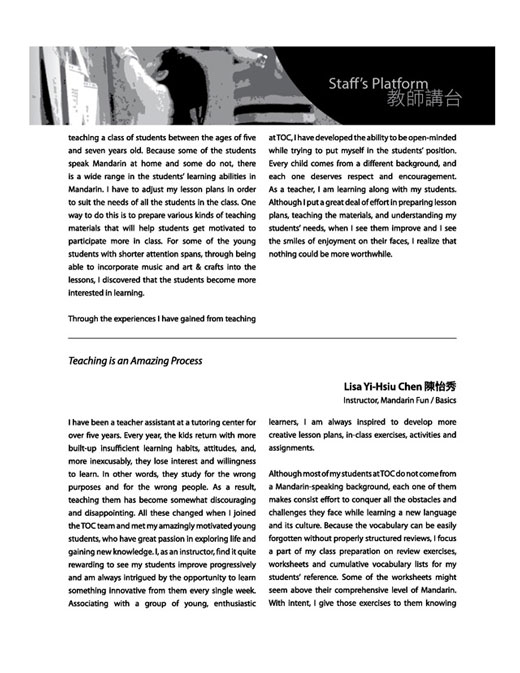 Staff's Platform
教師講台
teaching a class of students between the ages of five
and seven years old. Because some of the students
speak Mandarin at home and some do not, there
is a wide range in the students' learning abilities in
Mandarin. I have to adjust my lesson plans in order
to suit the needs of all the students in the class. One
way to do this is to prepare various kinds of teaching
materials that will help students get motivated to
participate more in class. For some of the young
students with shorter attention spans, through being
able to incorporate music and art & crafts into the
lessons, I discovered that the students become more
interested in learning.
Through the experiences I have gained from teaching
at TOC, I have developed the ability to be open-minded
while trying to put myself in the students' position.
Every child comes from a different background, and
each one deserves respect and encouragement.
As a teacher, I am learning along with my students.
Although I put a great deal of effort in preparing lesson
plans, teaching the materials, and understanding my
students' needs, when I see them improve and I see
the smiles of enjoyment on their faces, I realize that
nothing could be more worthwhile.
Teaching is an Amazing Process
Lisa Yi-Hsiu Chen 陳怡秀
Instructor, Mandarin Fun / Basics
I have been a teacher assistant at a tutoring center for
over five years. Every year, the kids return with more
built-up insufficient learning habits, attitudes, and,
more inexcusably, they lose interest and willingness
to learn. In other words, they study for the wrong
purposes and for the wrong people. As a result,
teaching them has become somewhat discouraging
and disappointing. All these changed when I joined
the TOC team and met my amazingly motivated young
students, who have great passion in exploring life and
gaining new knowledge. I, as an instructor, find it quite
rewarding to see my students improve progressively
and am always intrigued by the opportunity to learn
something innovative from them every single week.
Associating with a group of young, enthusiastic
learners, I am always inspired to develop more
creative lesson plans, in-class exercises, activities and
assignments.
Although most of my students at TOC do not come from
a Mandarin-speaking background, each one of them
makes consist effort to conquer all the obstacles and
challenges they face while learning a new language
and its culture. Because the vocabulary can be easily
forgotten without properly structured reviews, I focus
a part of my class preparation on review exercises,
worksheets and cumulative vocabulary lists for my
students' reference. Some of the worksheets might
seem above their comprehensive level of Mandarin.
With intent, I give those exercises to them knowing